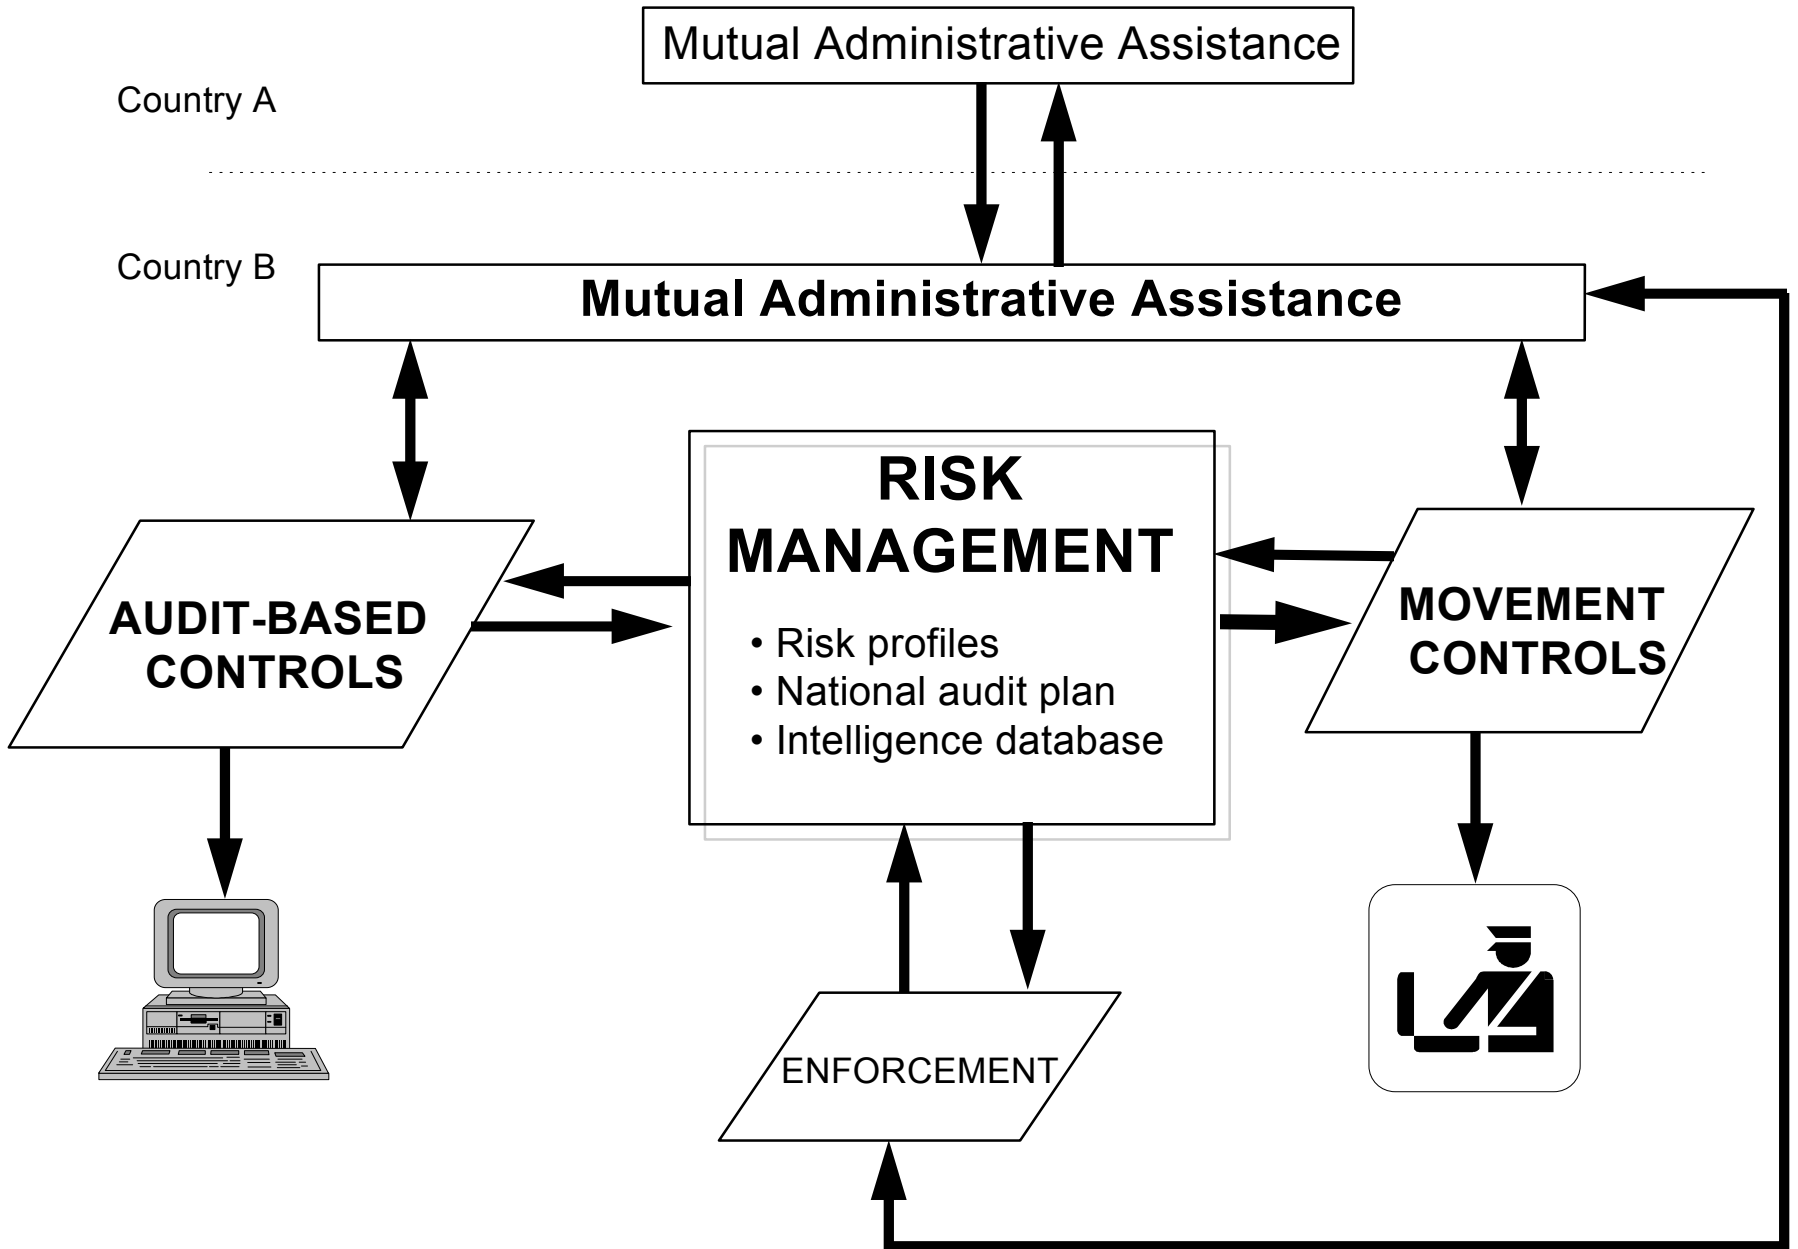 Mutual Administrative Assistance
Country A
Country B
Mutual Administrative Assistance
RISK
MANAGEMENT
• Risk profiles
• National audit plan
• Intelligence database
AUDIT-BASED
CONTROLS
MOVEMENT
CONTROLS
ENFORCEMENT